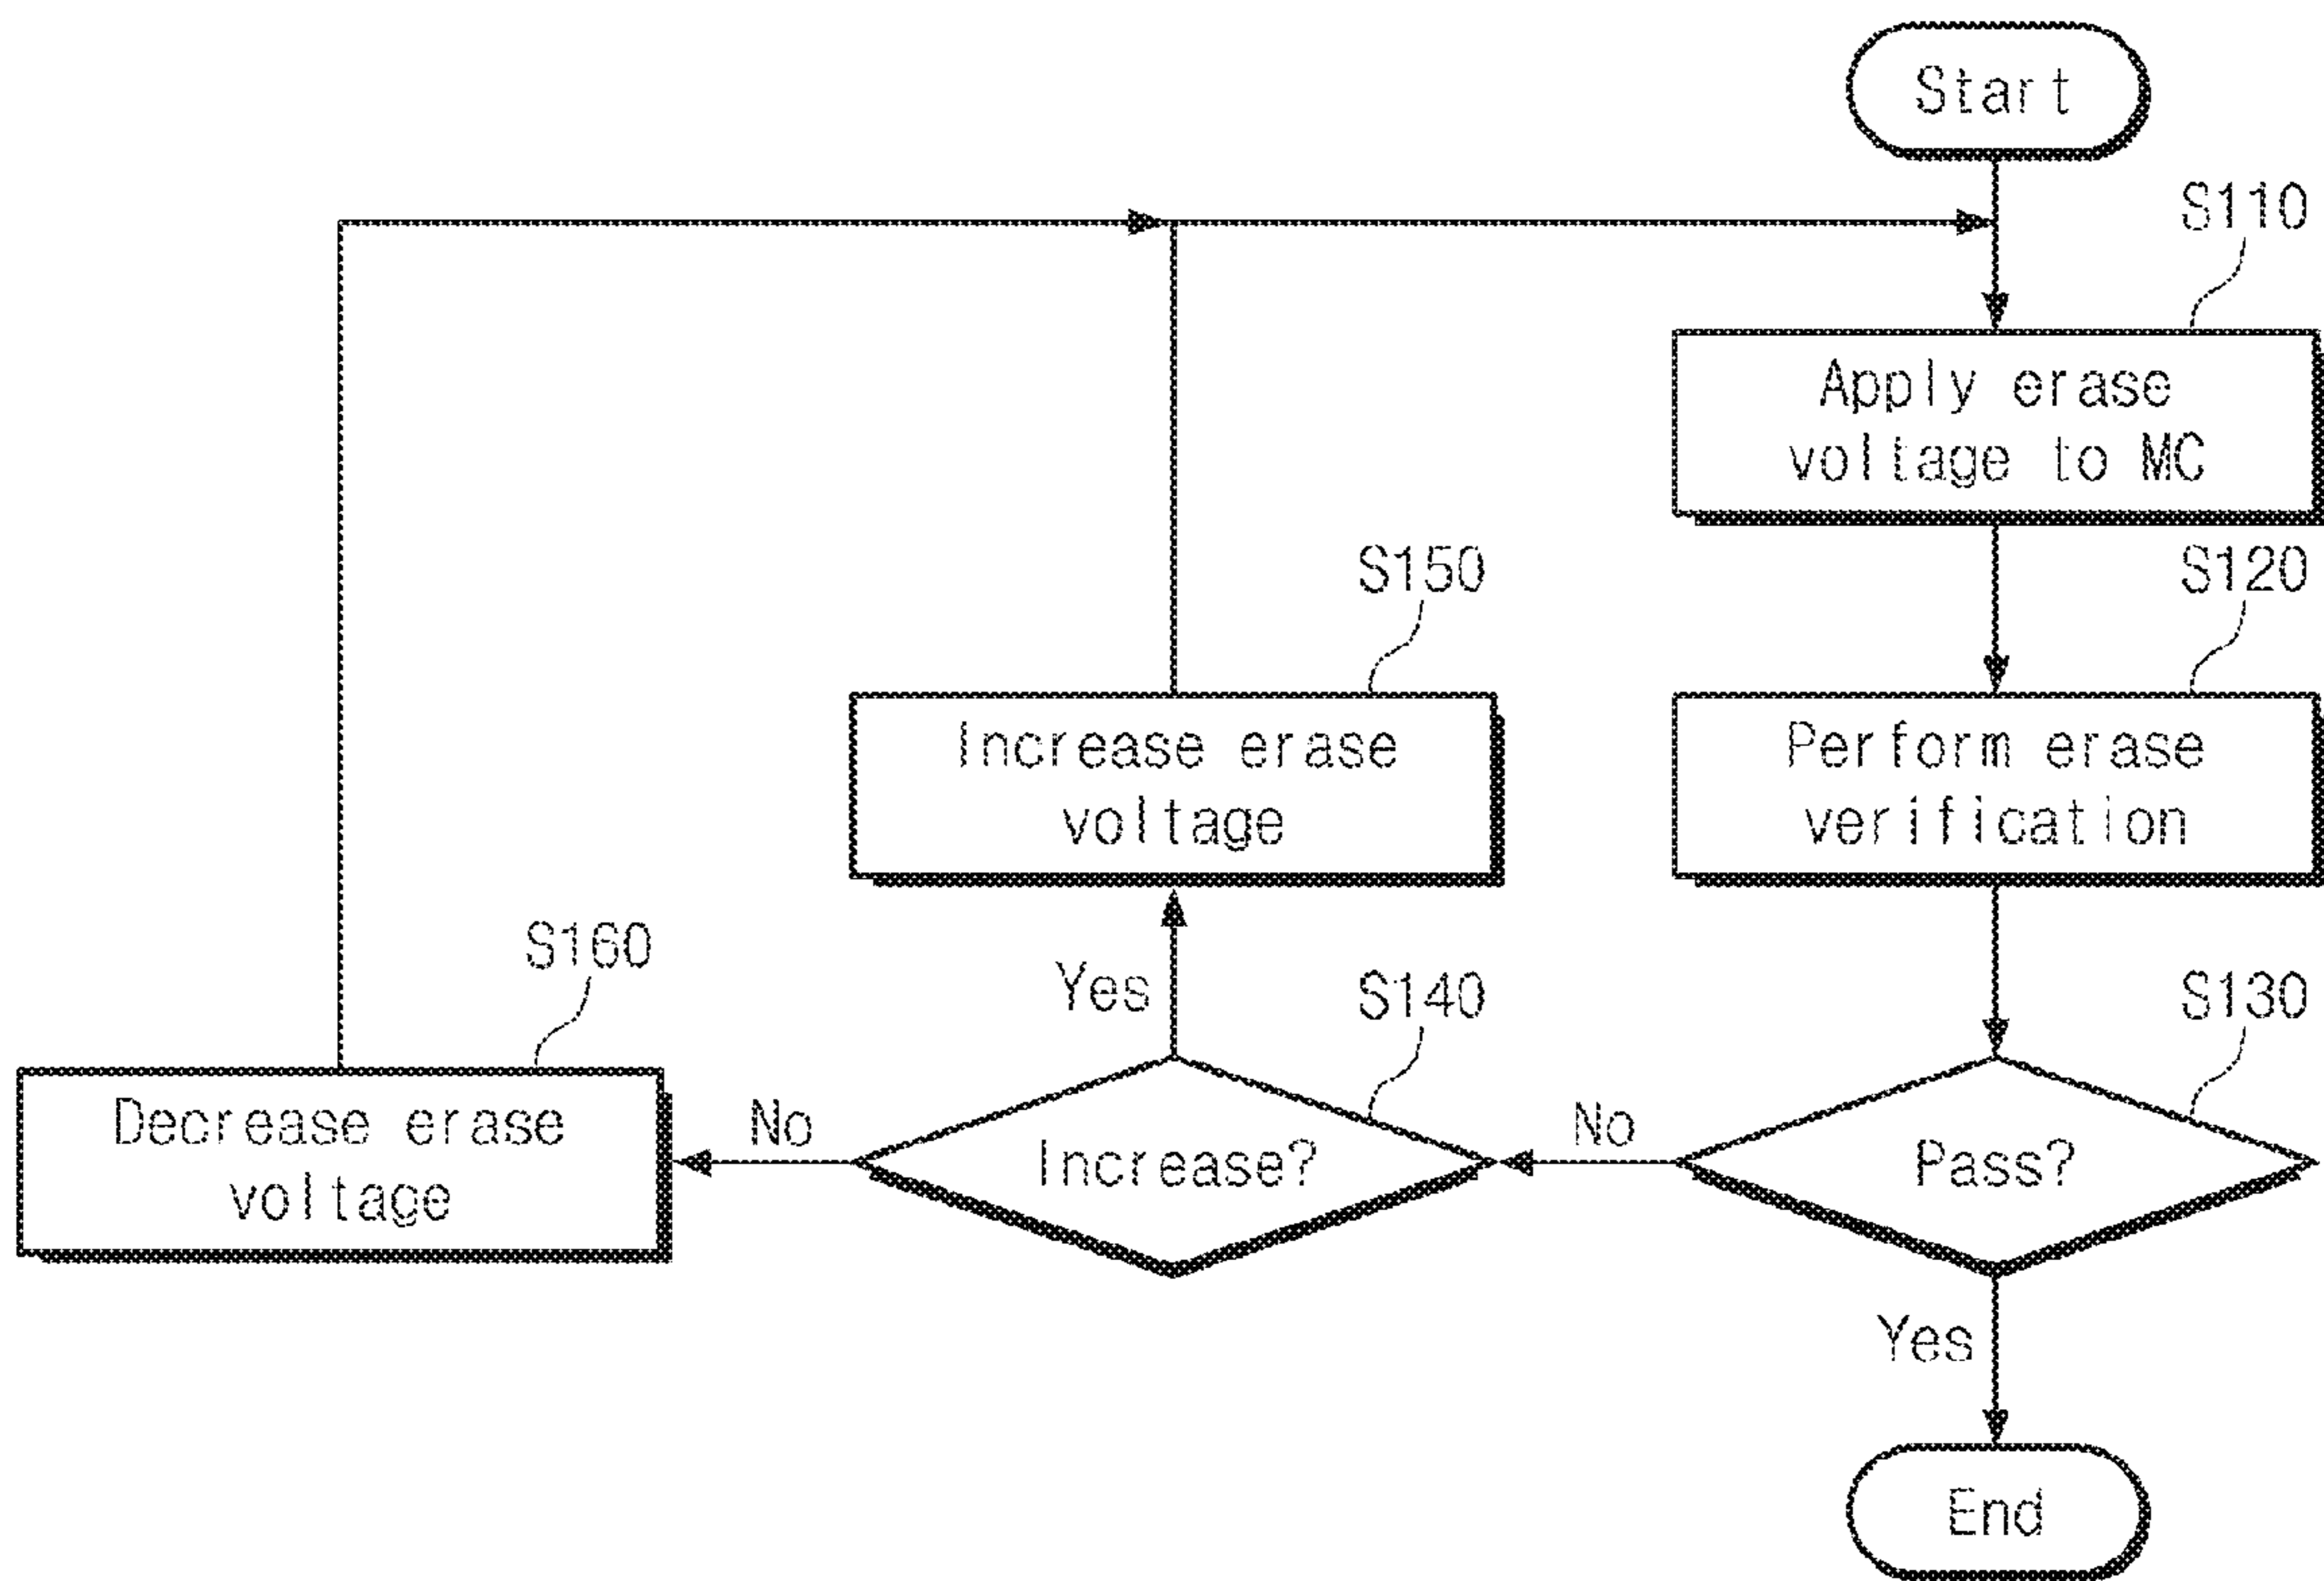 Start
S110
Apply erase
voltage to MC
S150
S120
Increase erase
voltage
Perform erase
verification
S160
Yes
S140
S130
Decrease erase
voltage
No
Increase?
No
Pass?
Yes
End